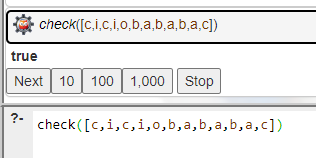 check([c,i,c,i,o,b,a,b,a,b,a,c])
true
Next 10 100 1,000 Stop
?- check([c,i,c,i,o,b,a,b,a,b,a,c])